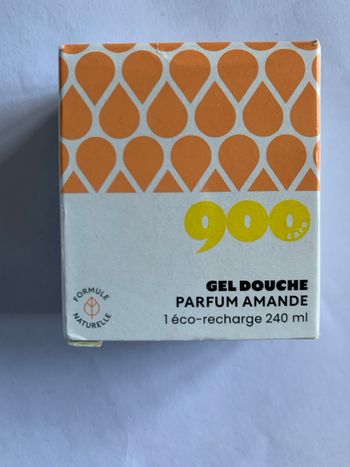 900
care
GEL DOUCHE
PARFUM AMANDE
1 éco-recharge 240 ml
FORMULE
NATURELLE